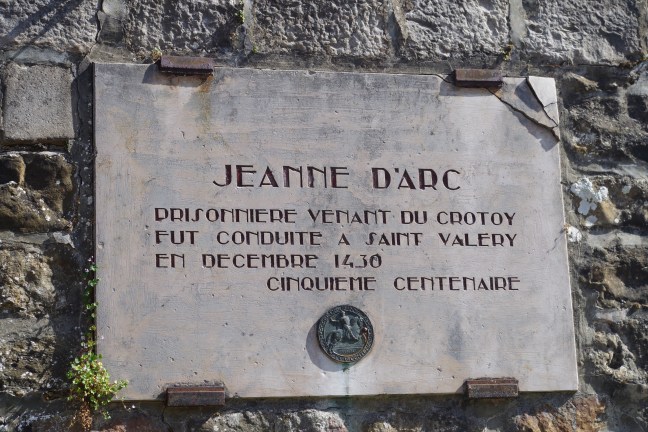 JEANNE D'ARC
PRISONNIERE VENANT DU CROTOY
FUT CONDUITE A SAINT VALERY
EN DECEMBRE 1430
CINQUIEME CENTENAIRE